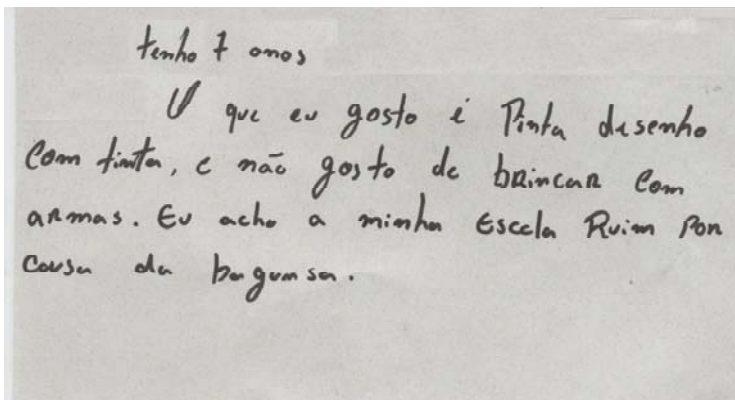 tenho 7 anos
O que eu gosto é Pinta desenho
Com tinta, e não gosto de brincar Com
armas. Eu acho a minha Escola Ruim Por
Causa da bagunsa.